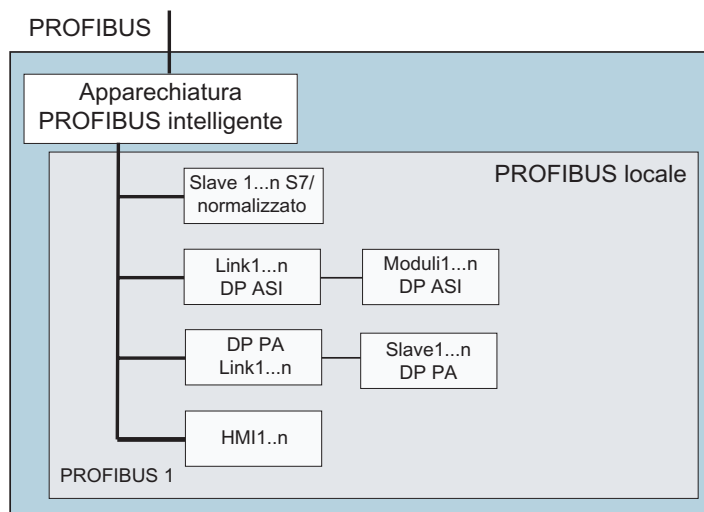 PROFIBUS
Apparechiatura
PROFIBUS intelligente
PROFIBUS locale
Slave 1...n S7/
normalizzato
Link1...n
DP ASI
Moduli1...n
DP ASI
DP PA
Link1...n
Slave1...n
DP PA
HMI1..n
PROFIBUS 1